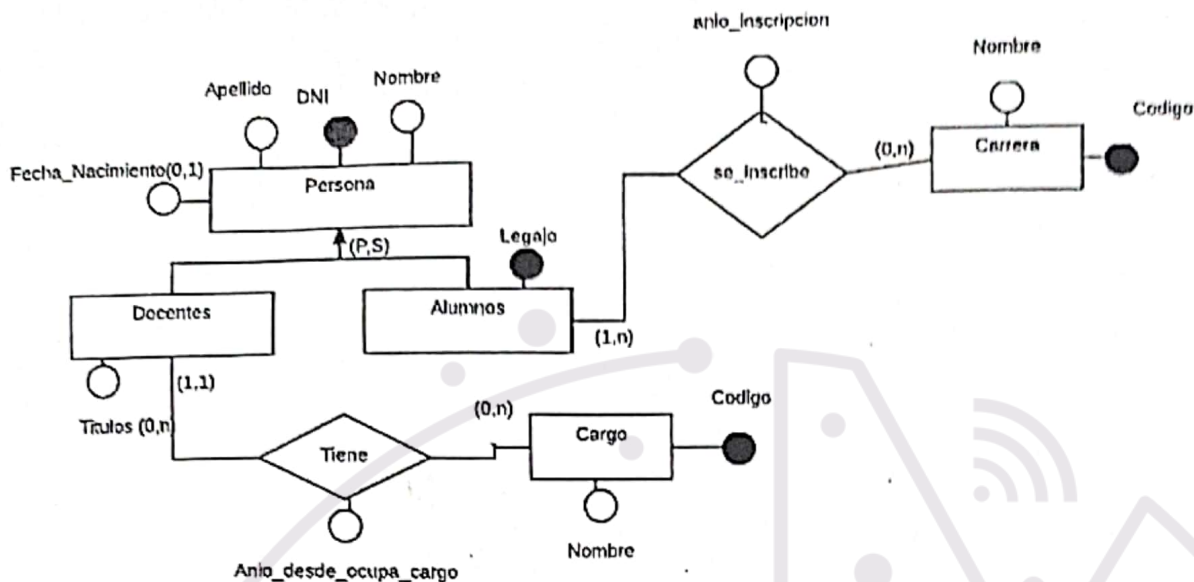 anio_Inscripcion
Nombre
Codigo
Carrera
(0,n)
se_Inscribe
Apellido
DNI
Nombre
Fecha_Nacimiento(0,1)
Persona
(P,S)
Legajo
Docentes
Alumnos
(1,n)
(1,1)
Titulos (0,n)
(0,n)
Codigo
Tiene
Cargo
Nombre
Anio_desde_ocupa_cargo